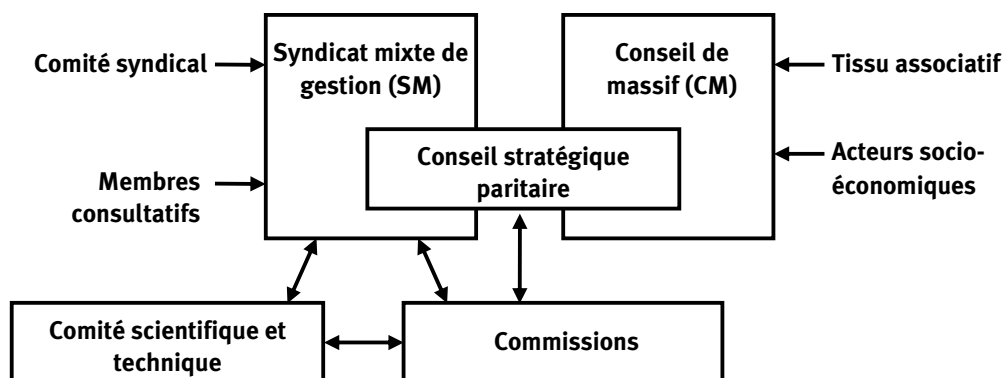 Comité syndical
Syndicat mixte de
gestion (SM)
Conseil de
massif (CM)
Tissu associatif
Membres
consultatifs
Conseil stratégique
paritaire
Acteurs socio-
économiques
Comité scientifique et
technique
Commissions